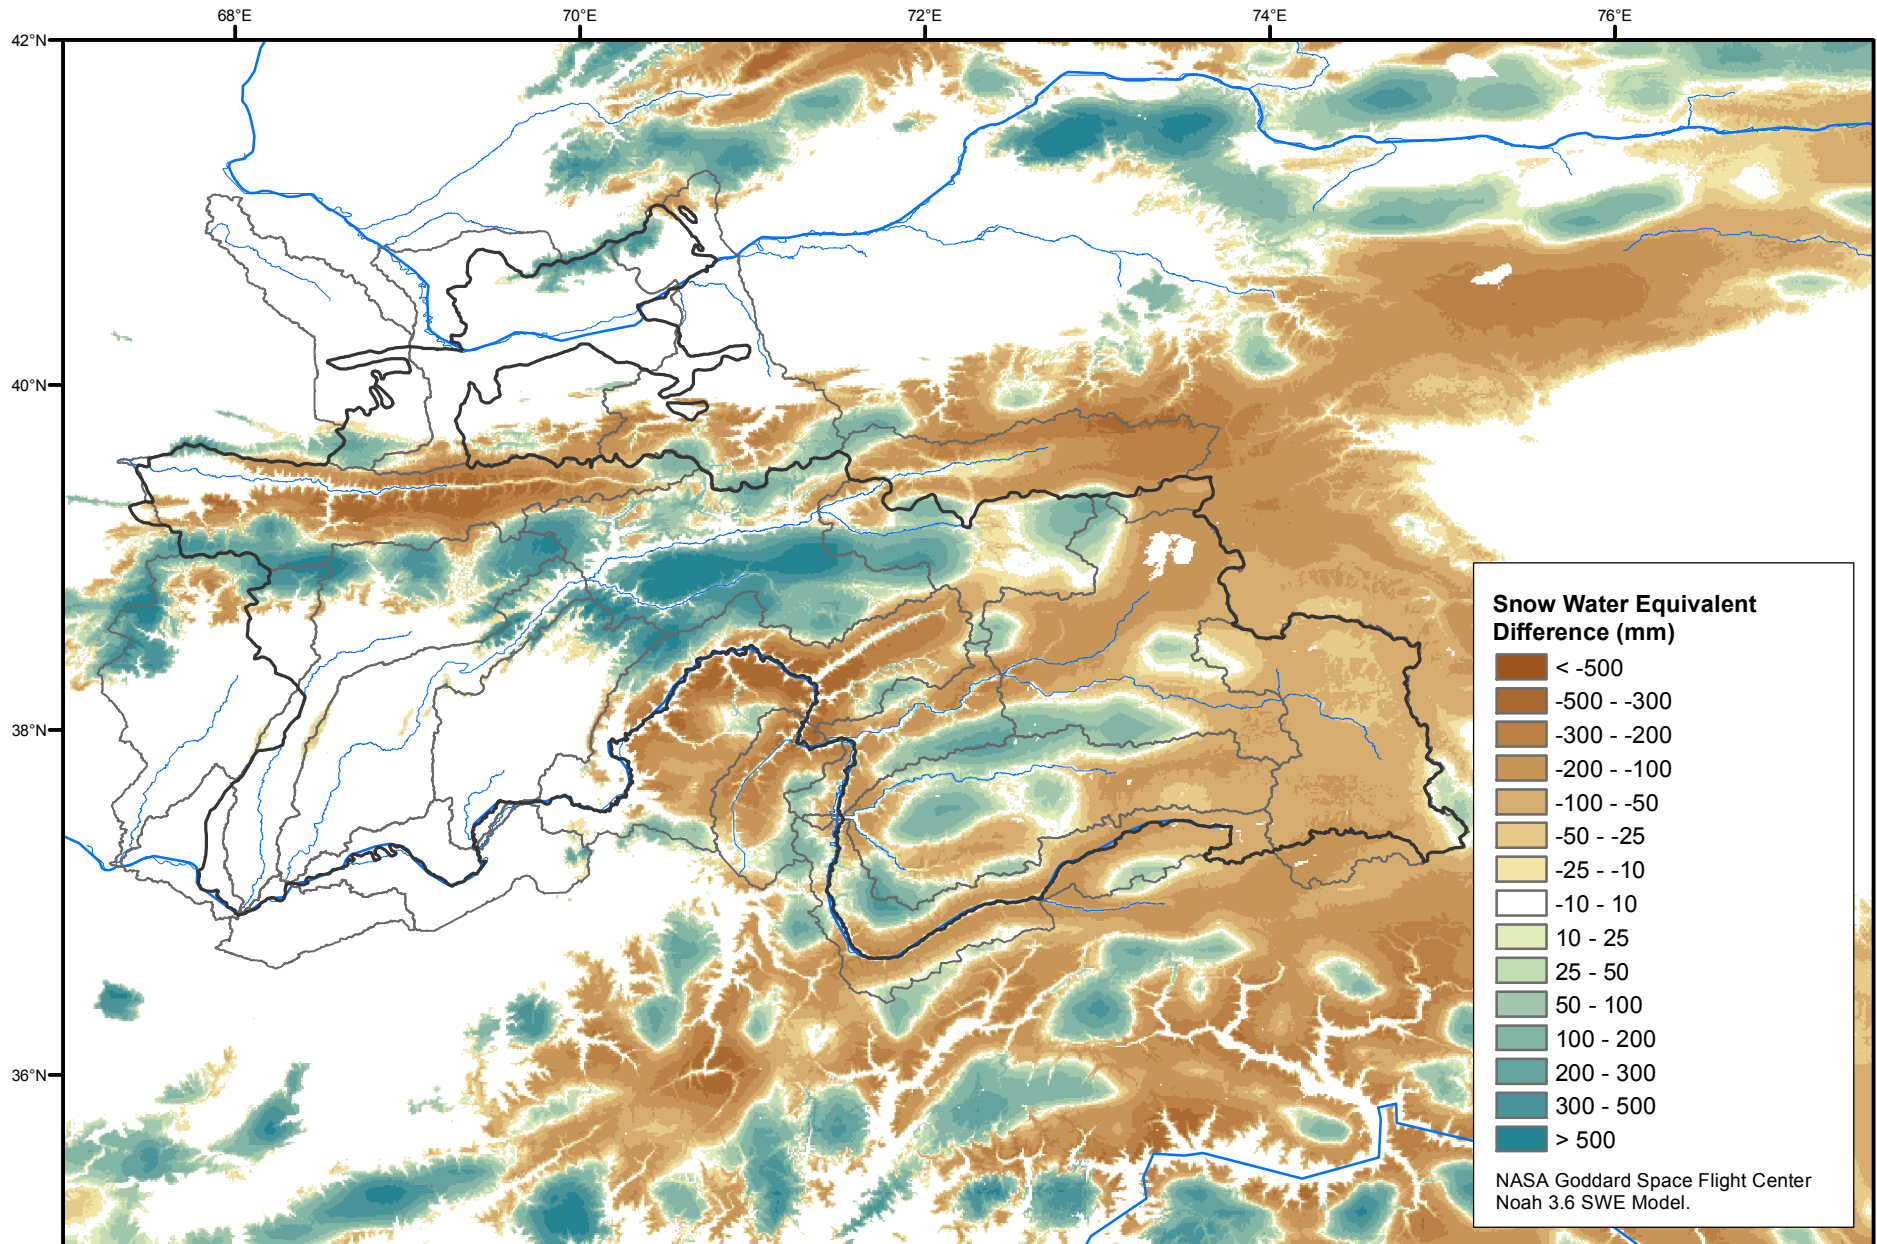 68°E
70°E
72°E
74°E
76°E
42°N
40°N
38°N
36°N
Snow Water Equivalent
Difference (mm)
< -500
-500 - -300
-300 - -200
-200 - -100
-100 - -50
-50 - -25
-25 - -10
-10 - 10
10 - 25
25 - 50
50 - 100
100 - 200
200 - 300
300 - 500
> 500
NASA Goddard Space Flight Center
Noah 3.6 SWE Model.